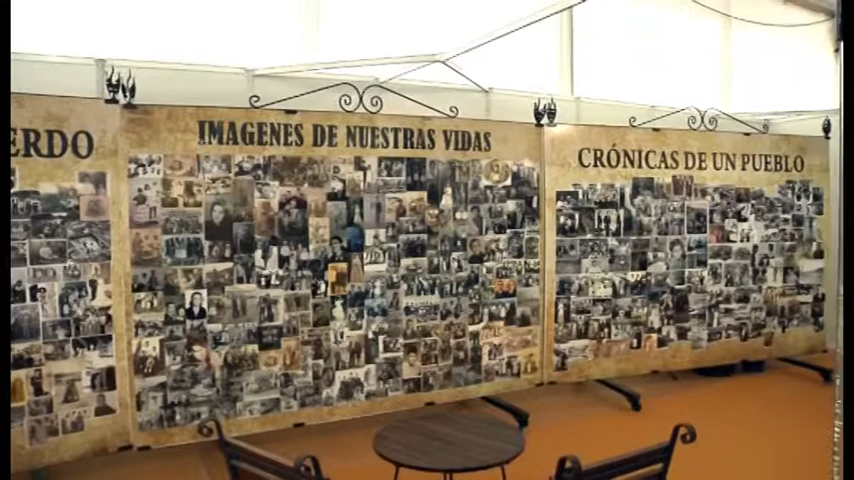 ERDO
IMAGENES DE NUESTRAS VIDAS
CRÓNICAS DE UN PUEBLO